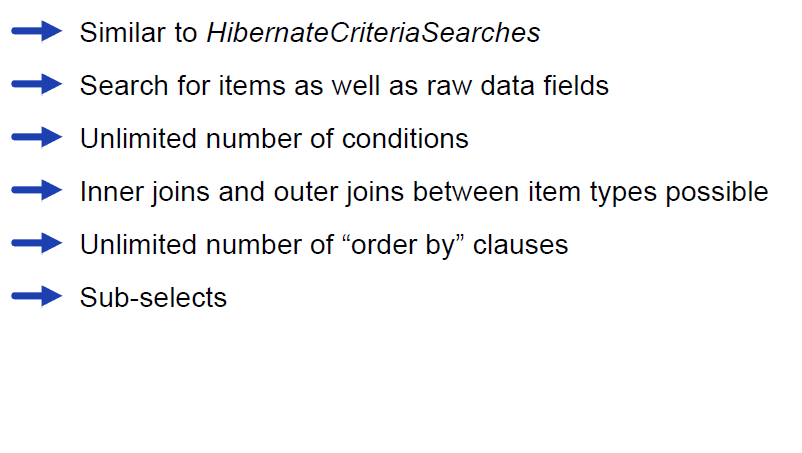 Similar to HibernateCriteriaSearches
Search for items as well as raw data fields
Unlimited number of conditions
Inner joins and outer joins between item types possible
Unlimited number of “order by” clauses
Sub-selects